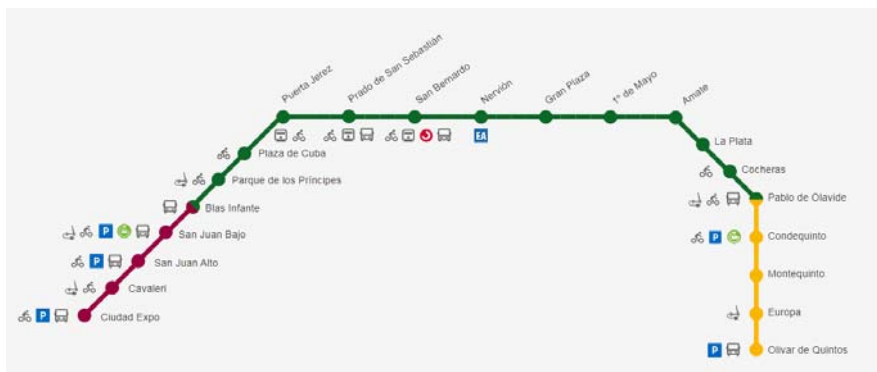 Puerta Jerez
Prado de San Sebastián
San Bernardo
Nervión
Gran Plaza
1º de Mayo
Amate
La Plata
Cocheras
Pablo de Olavide
Condequinto
Montequinto
Europa
Olivar de Quintos
Plaza de Cuba
Parque de los Príncipes
Blas Infante
San Juan Bajo
San Juan Alto
Cavaleri
Ciudad Expo
EA
P
P
P
P
P